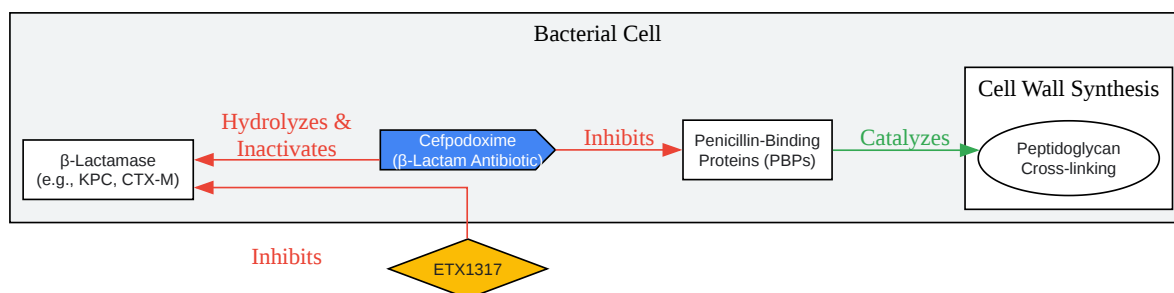 Bacterial Cell
Cell Wall Synthesis
Hydrolyzes &
Inactivates
Cefpodoxime
(β-Lactam Antibiotic)
Inhibits
Penicillin-Binding
Proteins (PBPs)
Catalyzes
Peptidoglycan
Cross-linking
β-Lactamase
(e.g., KPC, CTX-M)
Inhibits
ETX1317